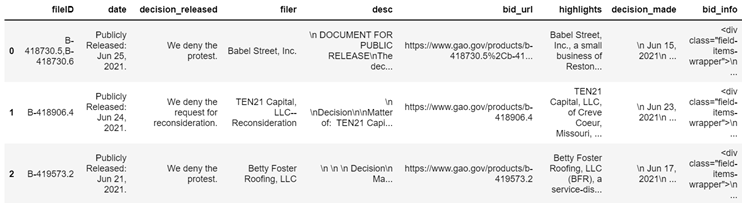 fileID
date
decision_released
filer
desc
bid_url
highlights
decision_made
bid_info
0
B-
418730.5,B-
418730.6
Publicly
Released:
Jun 25,
2021.
We deny the
protest.
Babel Street, Inc.
\n DOCUMENT FOR
PUBLIC
RELEASE\nThe
dec...
https://www.gao.gov/products/b-
418730.5%2Cb-41...
Babel Street,
Inc., a small
business of
Reston...
\n Jun 15,
2021\n ...
<div
class="field-
items-
wrapper">\n
...
1
B-418906.4
Publicly
Released:
Jun 24,
2021.
We deny the
request for
reconsideration.
TEN21 Capital,
LLC--
Reconsideration
\n
\nDecision\n\nMatter
of:  TEN21 Capi...
https://www.gao.gov/products/b-
418906.4
TEN21
Capital, LLC,
of Creve
Coeur,
Missouri, ...
\n Jun 23,
2021\n ...
<div
class="field-
items-
wrapper">\n
...
2
B-419573.2
Publicly
Released:
Jun 21,
2021.
We deny the
protest.
Betty Foster
Roofing, LLC
\n \n \n Decision\n
Ma...
https://www.gao.gov/products/b-
419573.2
Betty Foster
Roofing, LLC
(BFR), a
service-dis...
\n Jun 17,
2021\n ...
<div
class="field-
items-
wrapper">\n
...